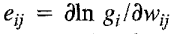 e_{ij} = ∂ln g_i/∂w_{ij}